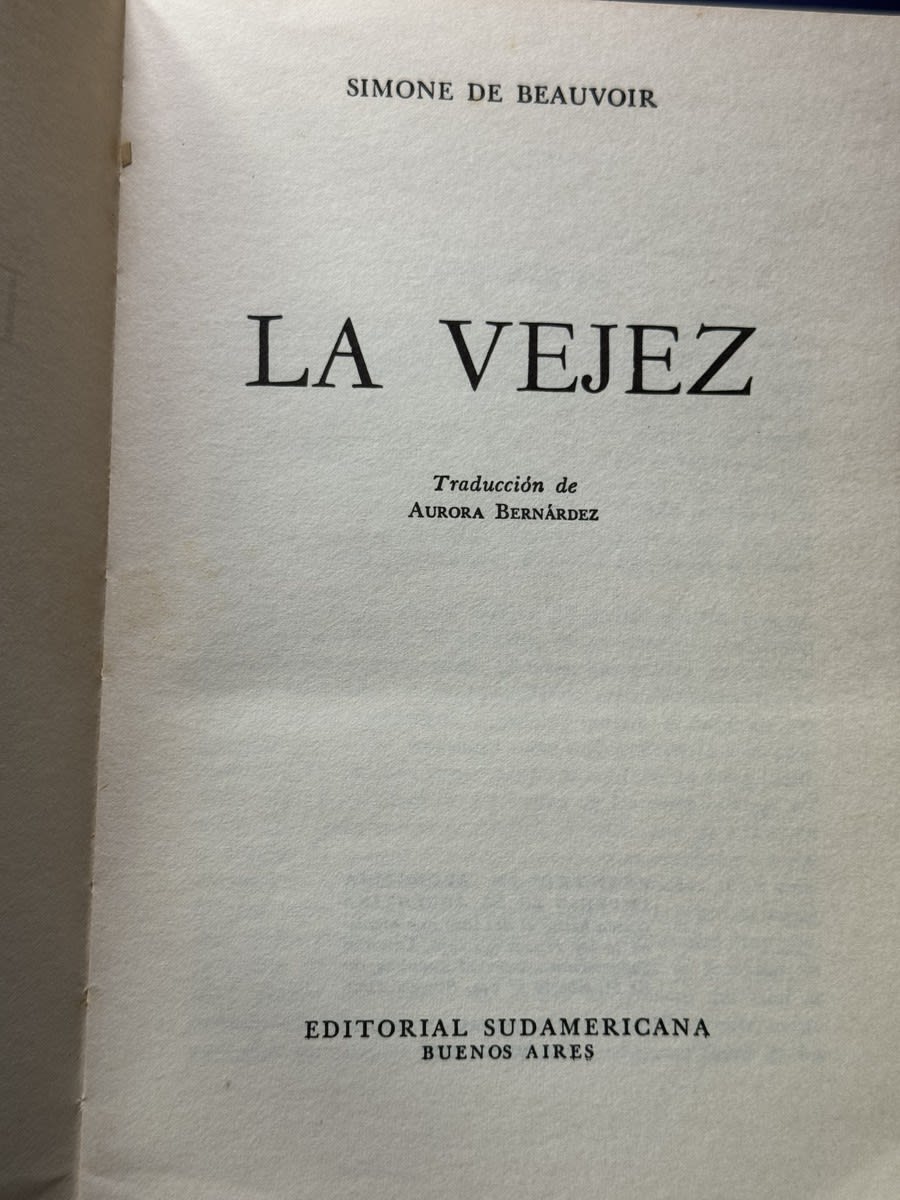 SIMONE DE BEAUVOIR
LA VEJEZ
Traducción de
AURORA BERNÁRDEZ
EDITORIAL SUDAMERICANA
BUENOS AIRES